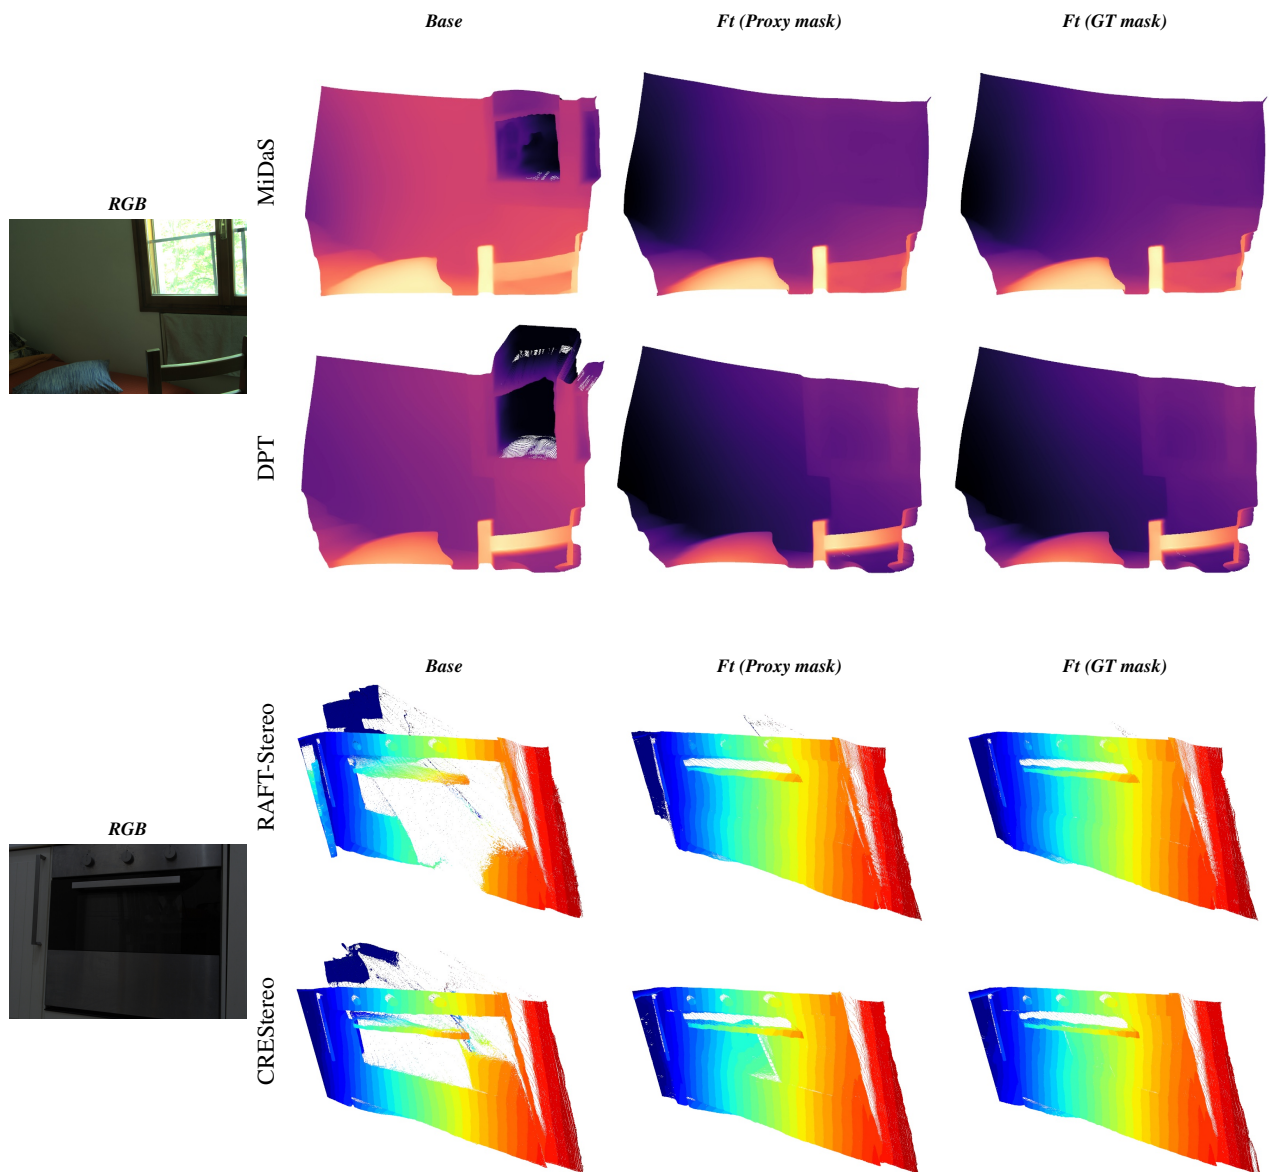 Base Ft (Proxy mask) Ft (GT mask)
MiDaS
RGB
DPT
Base Ft (Proxy mask) Ft (GT mask)
RAFT-Stereo
RGB
CREStereo